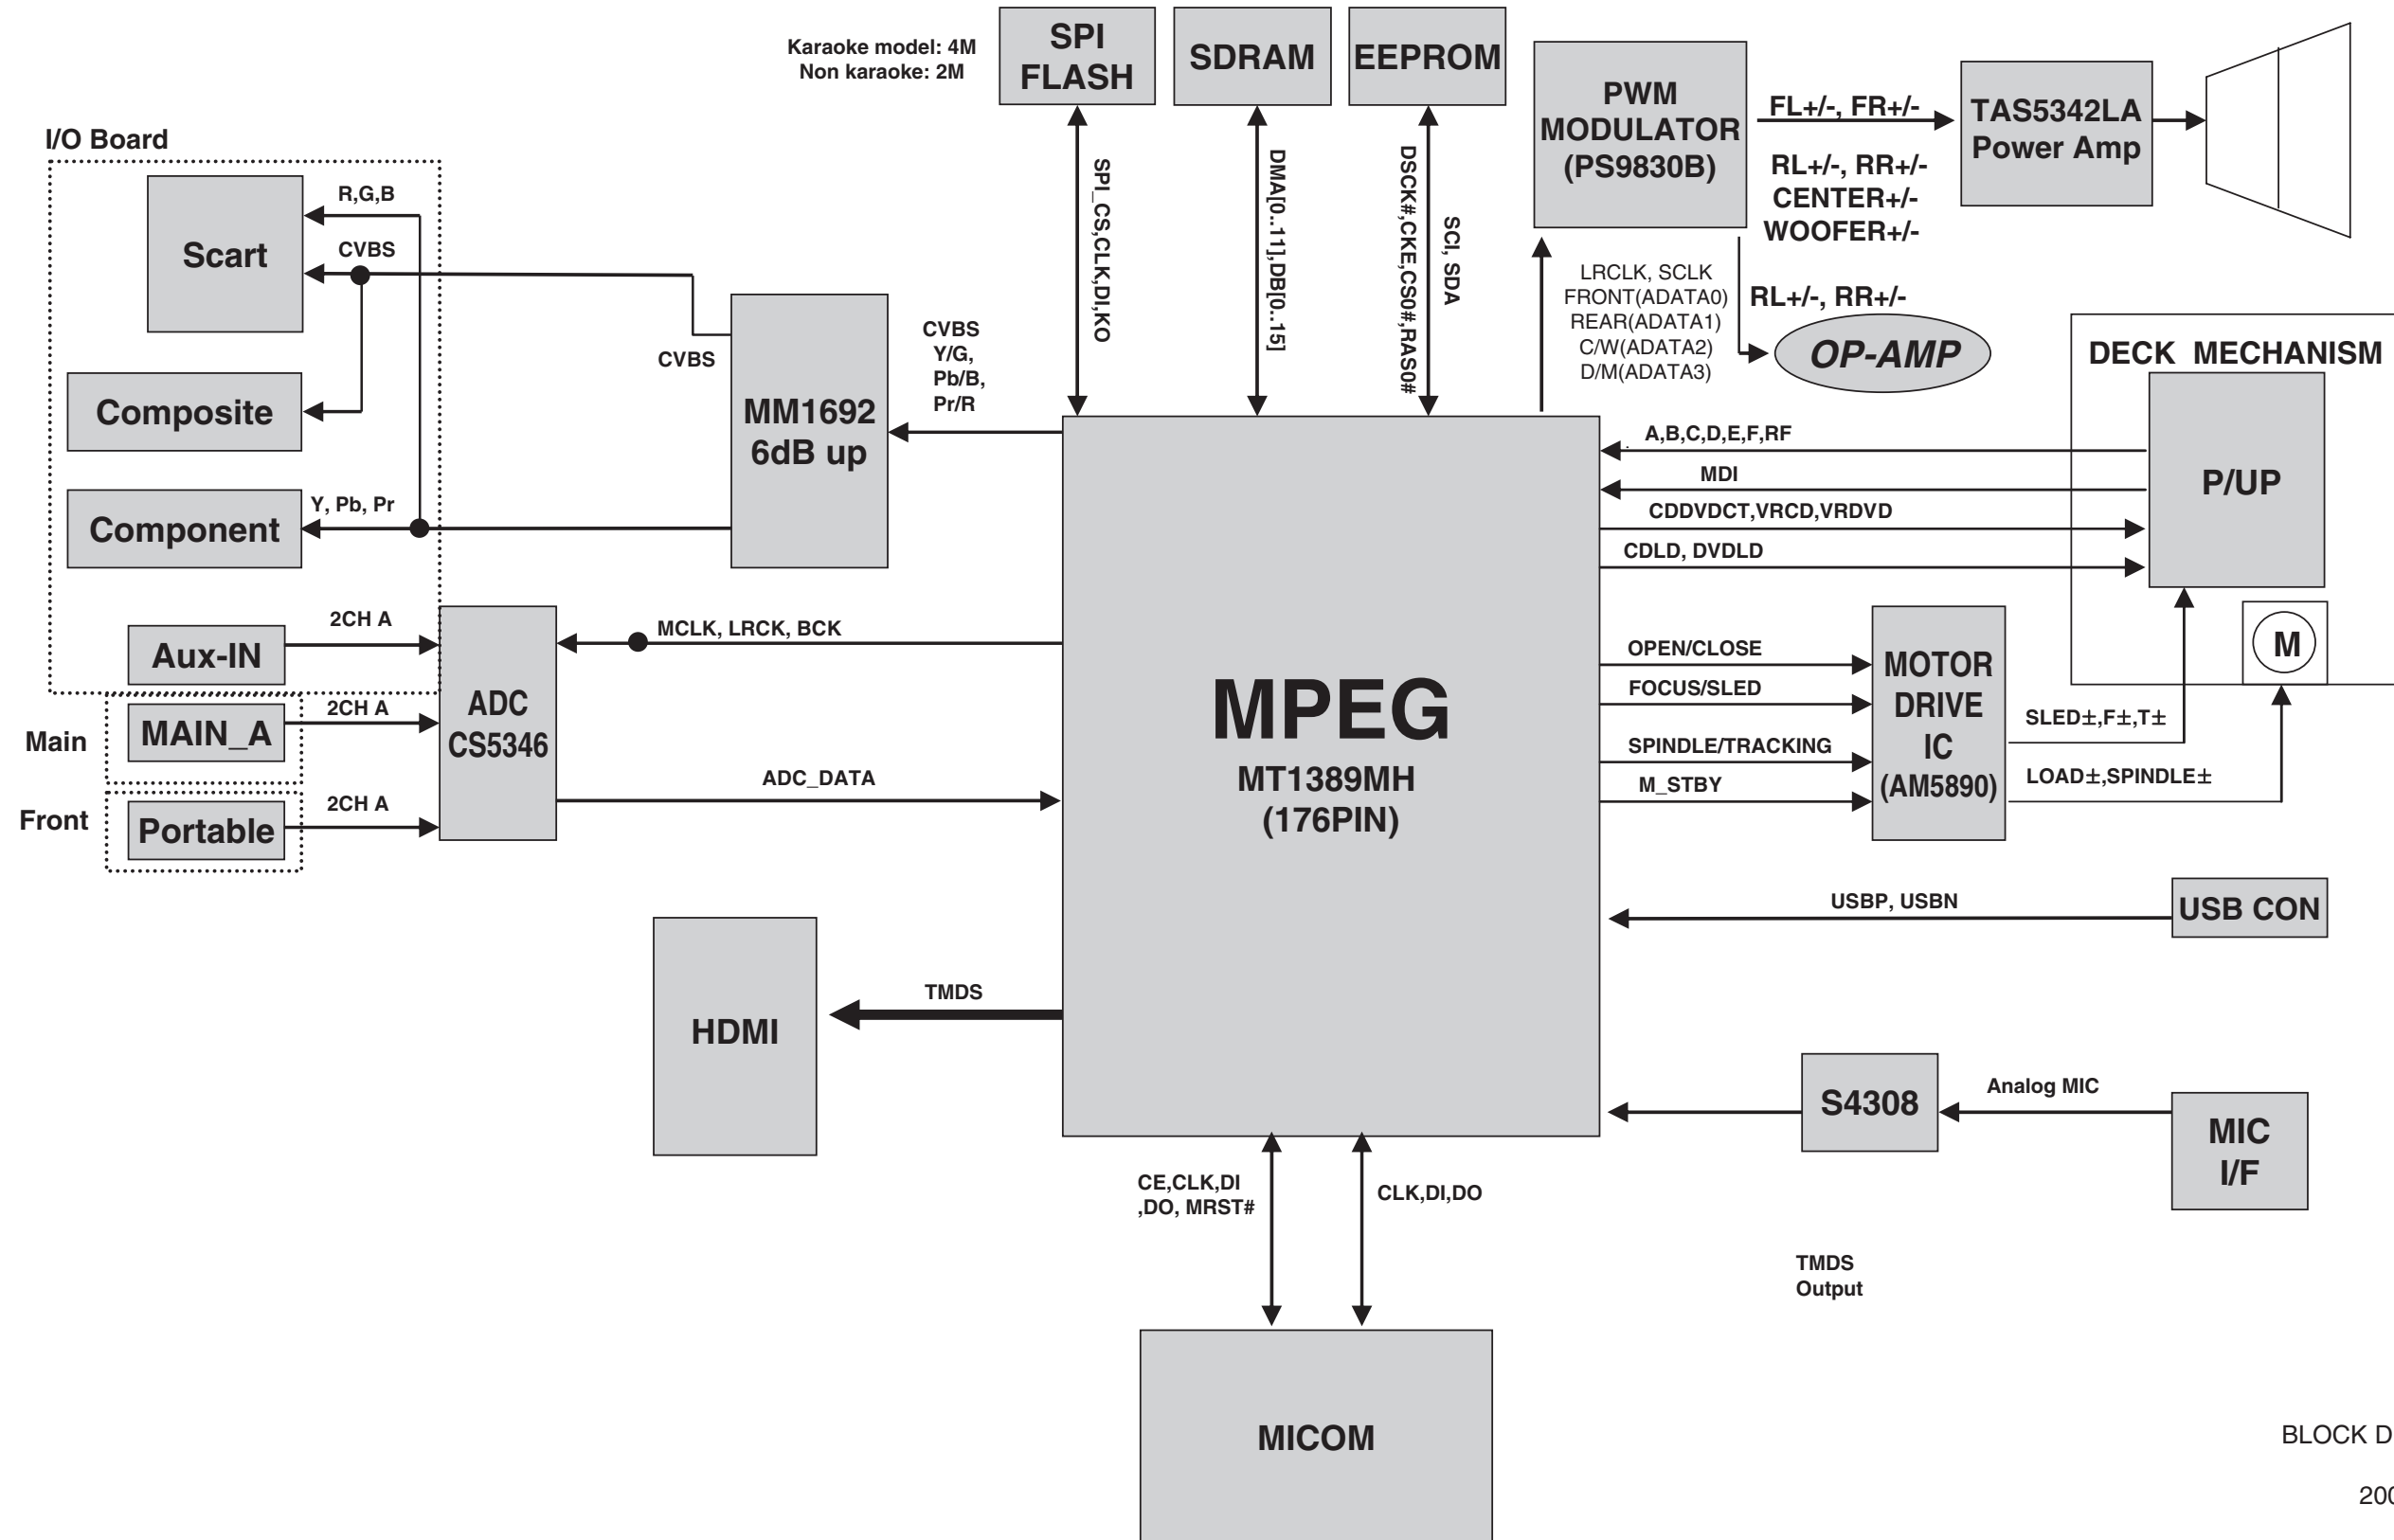 Karaoke model: 4M
Non karaoke: 2M
SPI
FLASH
SDRAM
EEPROM
PWM
MODULATOR
(PS9830B)
FL+/-, FR+/-
RL+/-, RR+/-
CENTER+/-
WOOFER+/-
TAS5342LA
Power Amp
I/O Board
Scart
R,G,B
CVBS
Composite
Component
Y, Pb, Pr
CVBS
MM1692
6dB up
CVBS
Y/G,
Pb/B,
Pr/R
SPI_CS,CLK,DI,KO
DMA[0..11],DB[0..15]
DSCK#,CKE,CS0#,RAS0#
SCI, SDA
LRCLK, SCLK
FRONT(ADATA0)
REAR(ADATA1)
C/W(ADATA2)
D/M(ADATA3)
RL+/-, RR+/-
OP-AMP
DECK MECHANISM
P/UP
M
A,B,C,D,E,F,RF
MDI
CDDVDCT,VRCD,VRDVD
CDLD, DVDLD
Aux-IN
2CH A
Main
MAIN_A
2CH A
Front
Portable
2CH A
ADC
CS5346
MCLK, LRCK, BCK
ADC_DATA
MPEG
MT1389MH
(176PIN)
OPEN/CLOSE
FOCUS/SLED
SPINDLE/TRACKING
M_STBY
MOTOR
DRIVE
IC
(AM5890)
SLED±,F±,T±
LOAD±,SPINDLE±
USBP, USBN
USB CON
HDMI
TMDS
S4308
Analog MIC
MIC
I/F
CE,CLK,DI
,DO, MRST#
CLK,DI,DO
TMDS
Output
MICOM
BLOCK D
200